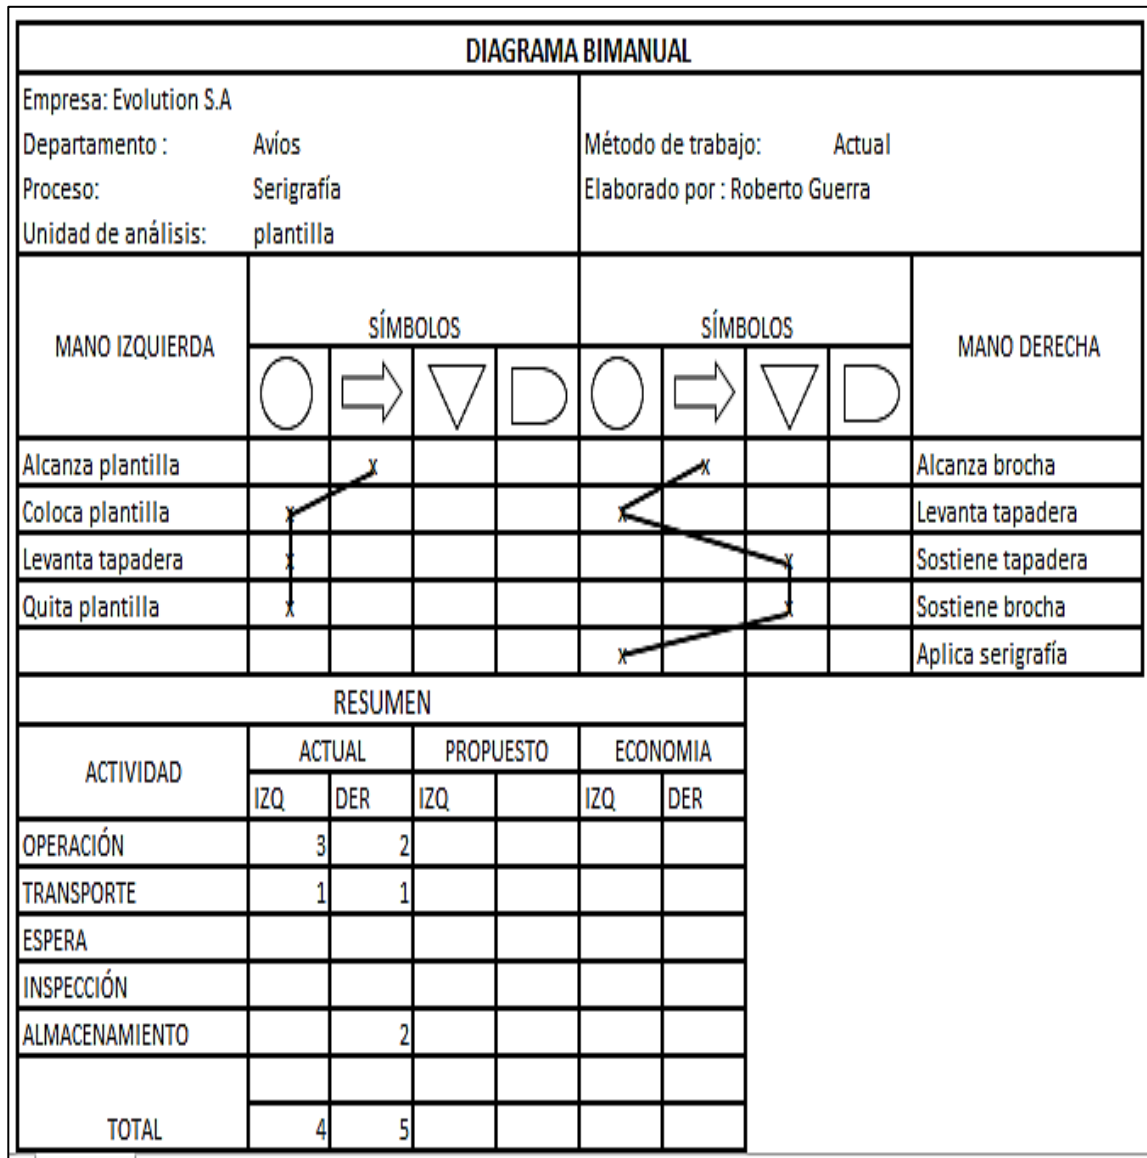 DIAGRAMA BIMANUAL
Empresa: Evolution S.A
Departamento : Avíos Método de trabajo: Actual
Proceso: Serigrafía Elaborado por : Roberto Guerra
Unidad de análisis: plantilla
MANO IZQUIERDA SÍMBOLOS SÍMBOLOS MANO DERECHA
Alcanza plantilla x x Alcanza brocha
Coloca plantilla x x Levanta tapadera
Levanta tapadera x x Sostiene tapadera
Quita plantilla x x Sostiene brocha
x Aplica serigrafía
RESUMEN
ACTIVIDAD ACTUAL PROPUESTO ECONOMIA
IZQ DER IZQ IZQ DER
OPERACIÓN 3 2
TRANSPORTE 1 1
ESPERA
INSPECCIÓN
ALMACENAMIENTO 2
TOTAL 4 5